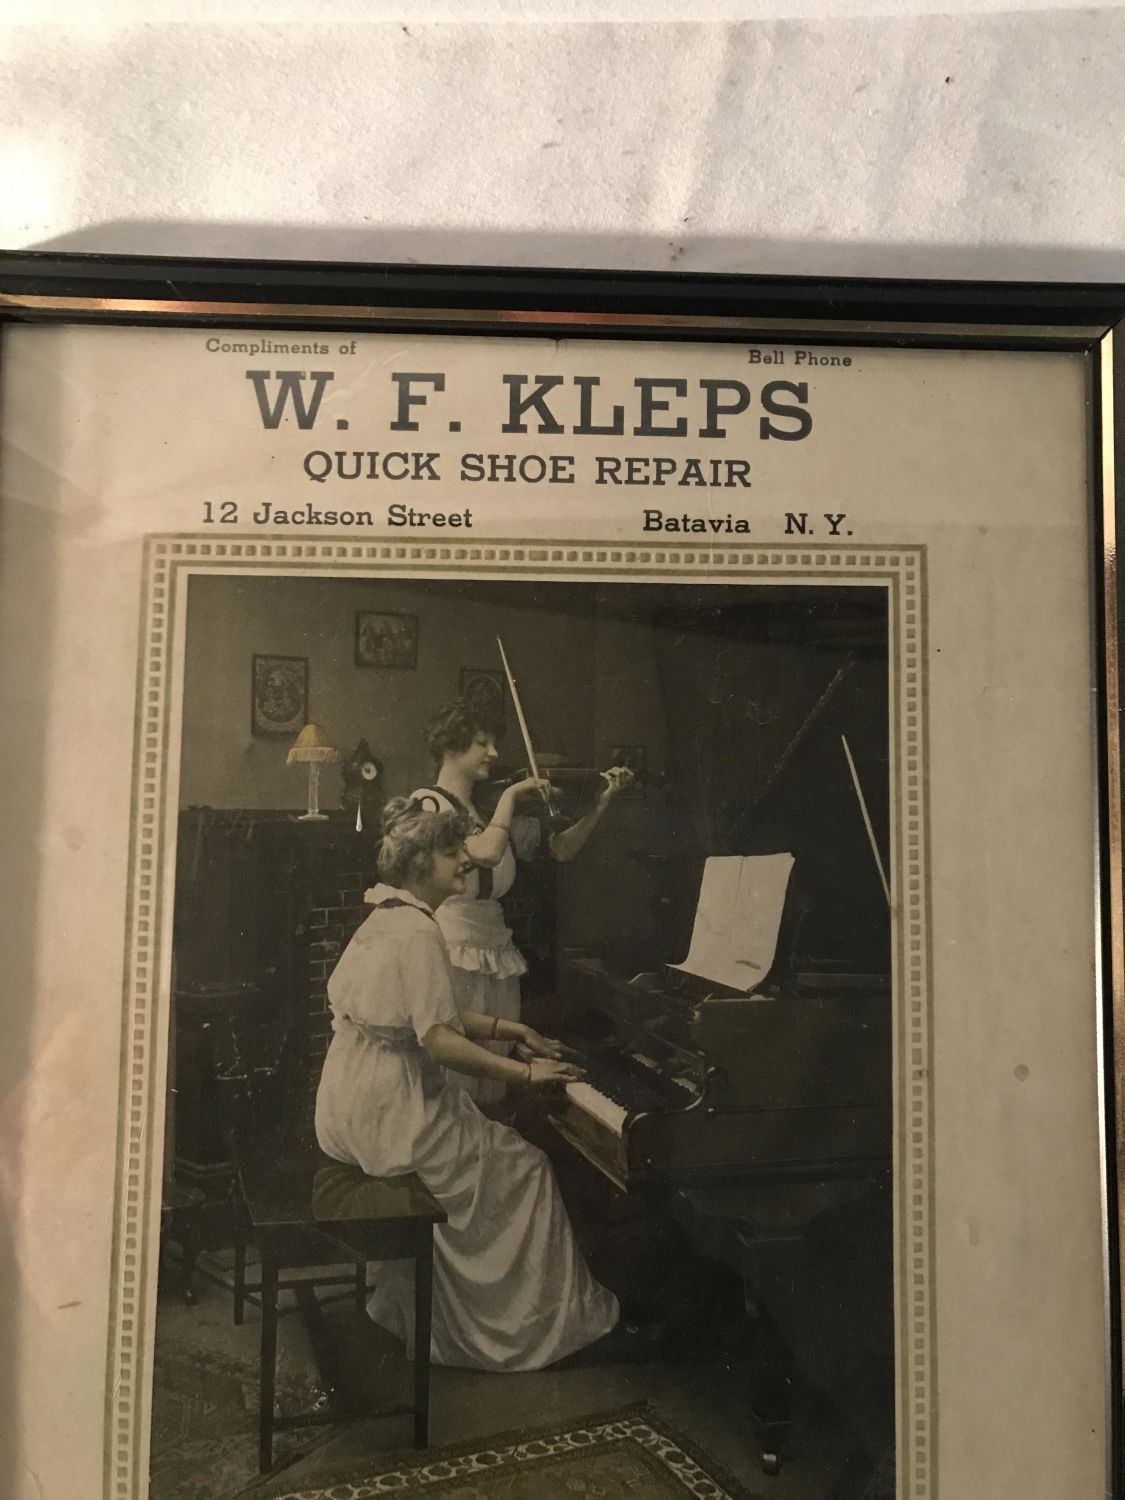 Compliments of Bell Phone
W. F. KLEPS
QUICK SHOE REPAIR
12 Jackson Street Batavia N. Y.